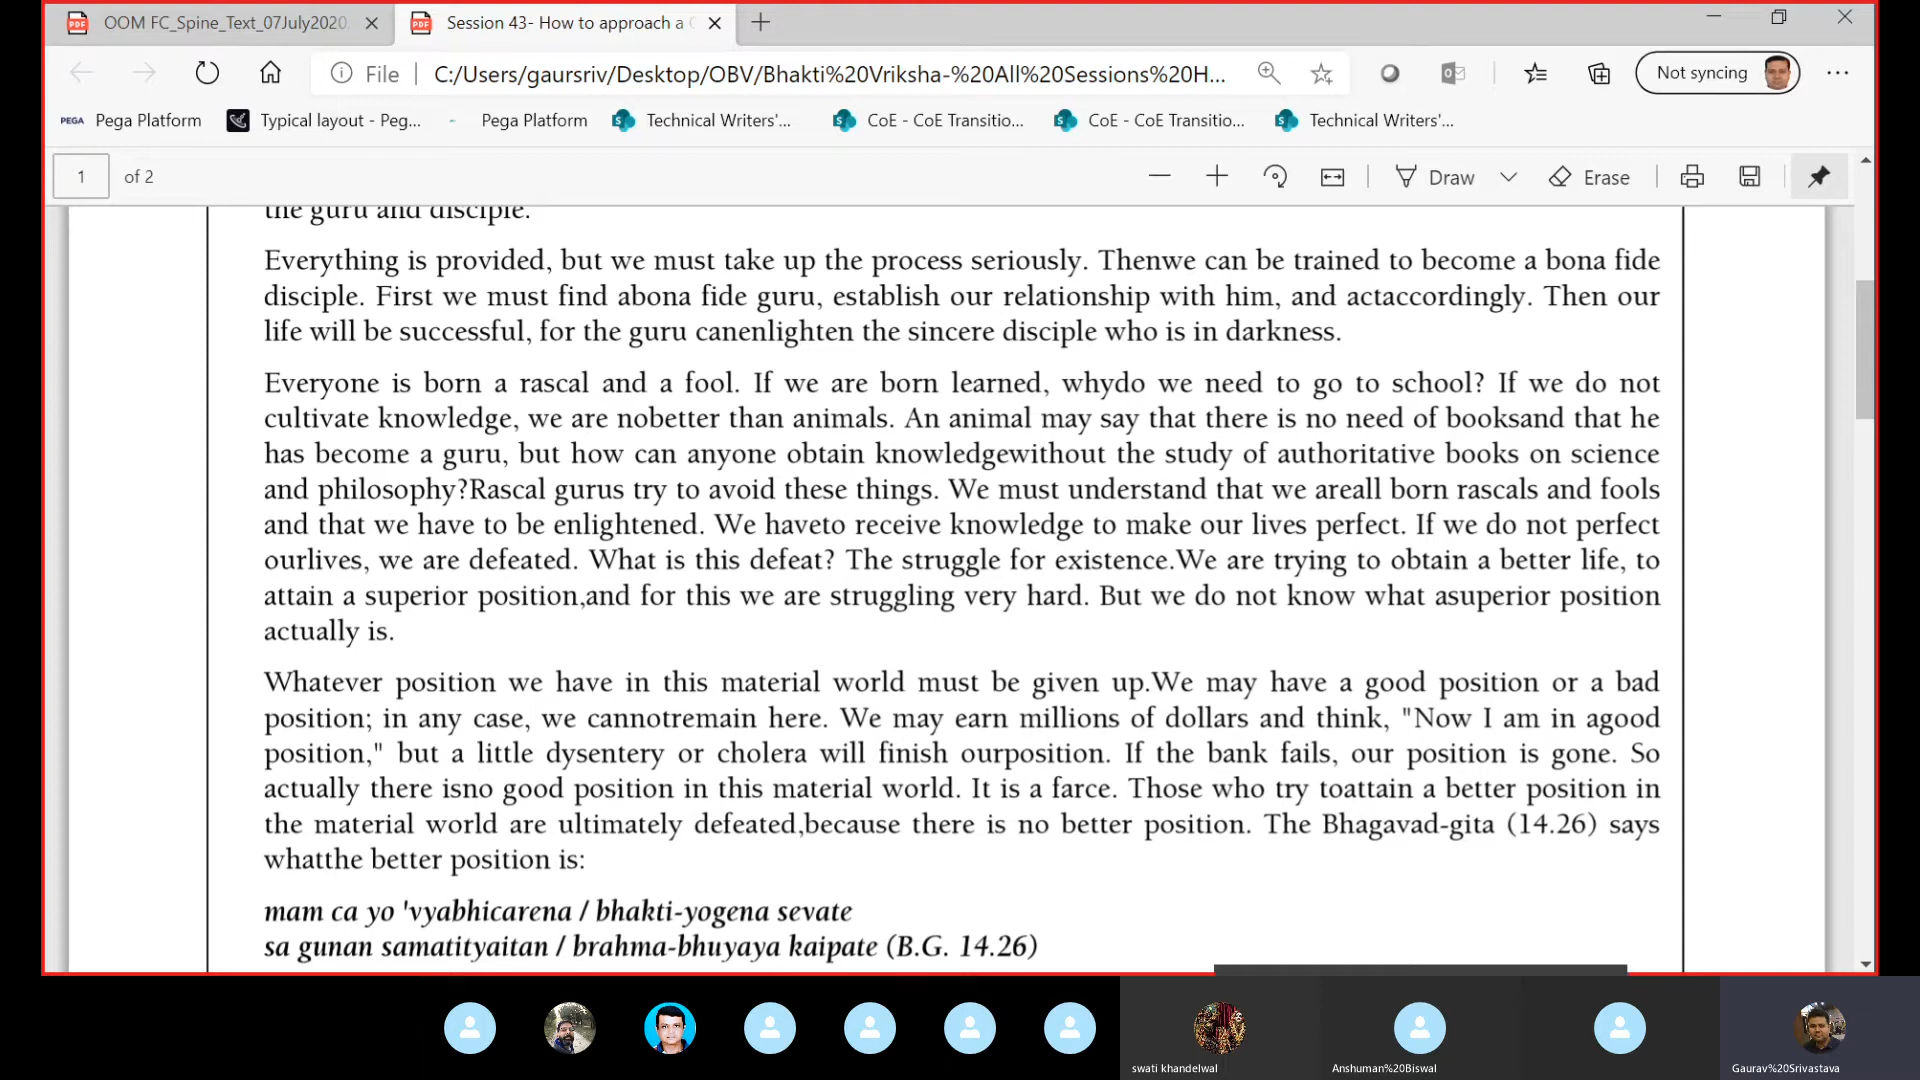 OOM FC_Spine_Text_07July2020.
Session 43- How to approach a
File
C:/Users/gaursriv/Desktop/OBV/Bhakti%20Vriksha-%20All%20Sessions%20H...
Not syncing
PEGA Pega Platform
Typical layout - Peg...
Pega Platform
Technical Writers'...
CoE - CoE Transitio...
CoE - CoE Transitio...
Technical Writers'...
1 of 2
Draw
Erase
the guru and disciple.
Everything is provided, but we must take up the process seriously. Thenwe can be trained to become a bona fide
disciple. First we must find abona fide guru, establish our relationship with him, and actaccordingly. Then our
life will be successful, for the guru canenlighten the sincere disciple who is in darkness.
Everyone is born a rascal and a fool. If we are born learned, whydo we need to go to school? If we do not
cultivate knowledge, we are nobetter than animals. An animal may say that there is no need of booksand that he
has become a guru, but how can anyone obtain knowledgewithout the study of authoritative books on science
and philosophy?Rascal gurus try to avoid these things. We must understand that we areall born rascals and fools
and that we have to be enlightened. We haveto receive knowledge to make our lives perfect. If we do not perfect
ourlives, we are defeated. What is this defeat? The struggle for existence.We are trying to obtain a better life, to
attain a superior position,and for this we are struggling very hard. But we do not know what asuperior position
actually is.
Whatever position we have in this material world must be given up.We may have a good position or a bad
position; in any case, we cannotremain here. We may earn millions of dollars and think, "Now I am in agood
position," but a little dysentery or cholera will finish ourposition. If the bank fails, our position is gone. So
actually there isno good position in this material world. It is a farce. Those who try toattain a better position in
the material world are ultimately defeated,because there is no better position. The Bhagavad-gita (14.26) says
whatthe better position is:
mam ca yo 'vyabhicarena / bhakti-yogena sevate
sa gunan samatityaitan / brahma-bhuyaya kalpate (B.G. 14.26)
swati khandelwal
Anshuman%20Biswal
Gaurav%20Srivastava